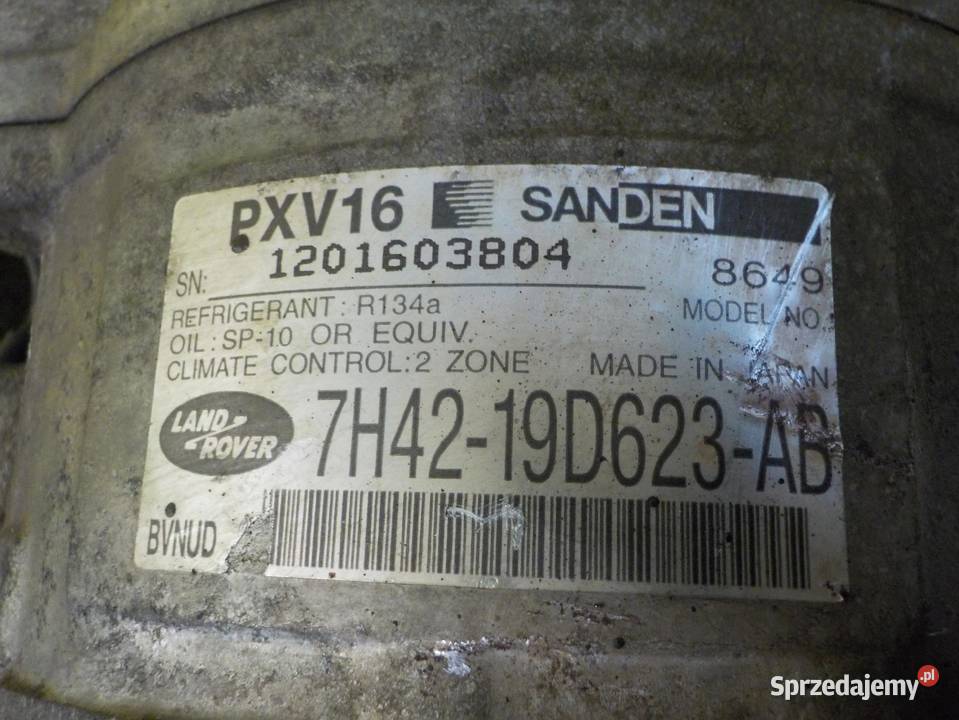 PXV16 SANDEN
SN: 1201603804 8649
REFRIGERANT: R134a MODEL NO.
OIL: SP-10 OR EQUIV.
CLIMATE CONTROL: 2 ZONE MADE IN JAPAN
LAND
ROVER
7H42-19D623-AB
BVNUD
Sprzedajemy.pl